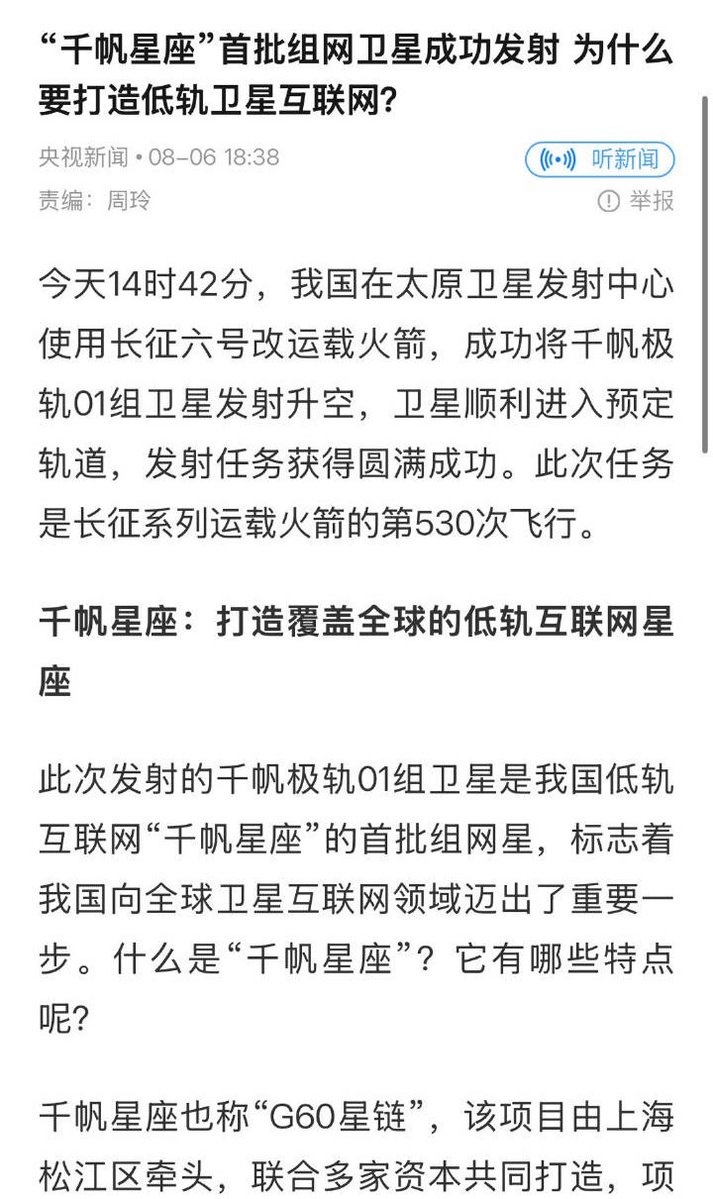 “千帆星座”首批组网卫星成功发射 为什么
要打造低轨卫星互联网?
央视新闻 • 08-06 18:38
听新闻
责编：周玲
举报
今天14时42分，我国在太原卫星发射中心
使用长征六号改运载火箭，成功将千帆极
轨01组卫星发射升空，卫星顺利进入预定
轨道，发射任务获得圆满成功。此次任务
是长征系列运载火箭的第530次飞行。
千帆星座：打造覆盖全球的低轨互联网星
座
此次发射的千帆极轨01组卫星是我国低轨
互联网“千帆星座”的首批组网星，标志着
我国向全球卫星互联网领域迈出了重要一
步。什么是“千帆星座”？它有哪些特点
呢?
千帆星座也称“G60星链”，该项目由上海
松江区牵头，联合多家资本共同打造，项